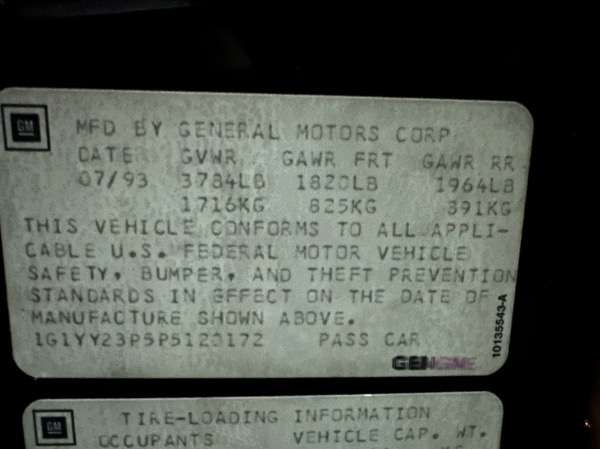 GM
MFD BY GENERAL MOTORS CORP
DATE GVWR GAWR FRT GAWR RR
07/93 3784LB 1820LB 1964LB
1716KG 825KG 891KG
THIS VEHICLE CONFORMS TO ALL APPLI-
CABLE U.S. FEDERAL MOTOR VEHICLE
SAFETY, BUMPER, AND THEFT PREVENTION
STANDARDS IN EFFECT ON THE DATE OF
MANUFACTURE SHOWN ABOVE.
1G1YY23P5P5120172 PASS CAR
GENGINE
10135543-A
GM
TIRE-LOADING INFORMATION
OCCUPANTS VEHICLE CAP. WT.